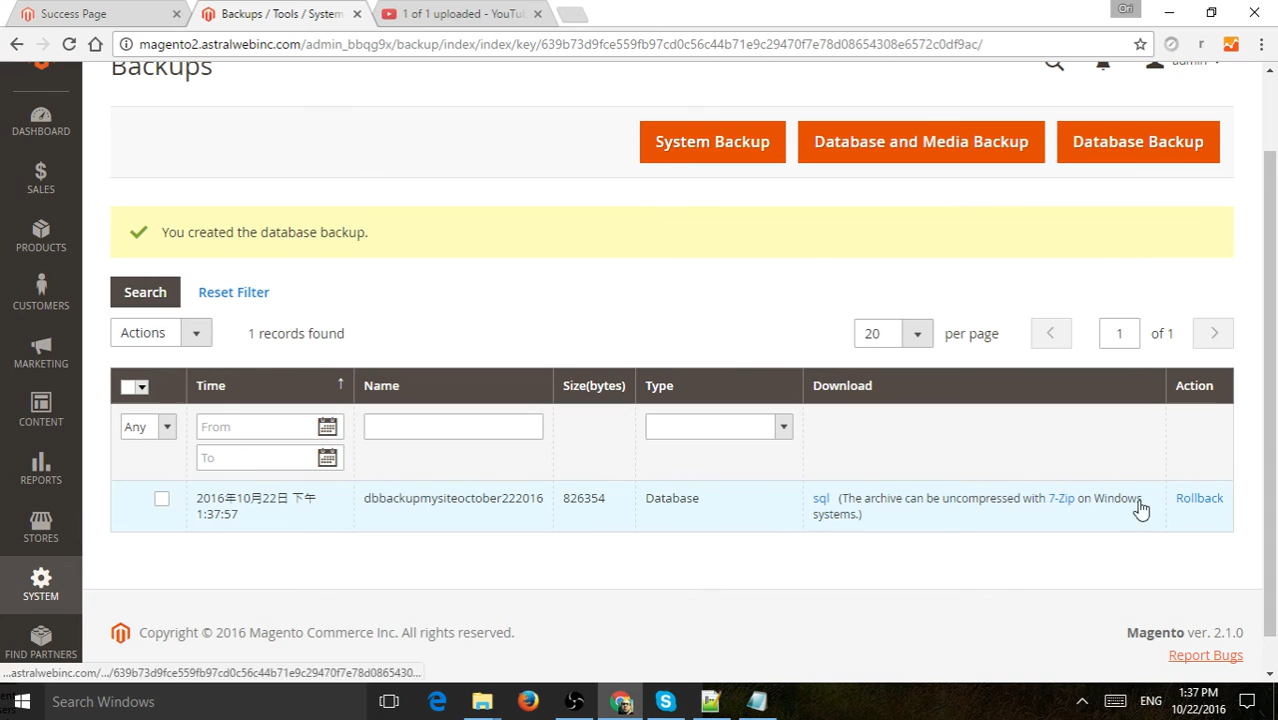 Success Page
Backups / Tools / System
1 of 1 uploaded - YouTu
Ori
magento2.astralwebinc.com/admin_bbqg9x/backup/index/index/key/639b73d9fce559fb97cd0c56c44b71e9c29470f7e78d08654308e6572c0df9ac/
Backups
admin
DASHBOARD
System Backup
Database and Media Backup
Database Backup
SALES
PRODUCTS
You created the database backup.
CUSTOMERS
Search
Reset Filter
Actions
1 records found
20
per page
1
of 1
MARKETING
Time
Name
Size(bytes)
Type
Download
Action
CONTENT
Any
From
To
REPORTS
2016年10月22日 下午
1:37:57
dbbackupmysiteoctober222016
826354
Database
sql (The archive can be uncompressed with 7-Zip on Windows
systems.)
Rollback
STORES
SYSTEM
FIND PARTNERS
Copyright © 2016 Magento Commerce Inc. All rights reserved.
Magento ver. 2.1.0
Report Bugs
...astralwebinc.com/.../639b73d9fce559fb97cd0c56c44b71e9c29470f7e78d0865430...
Search Windows
ENG
1:37 PM
10/22/2016